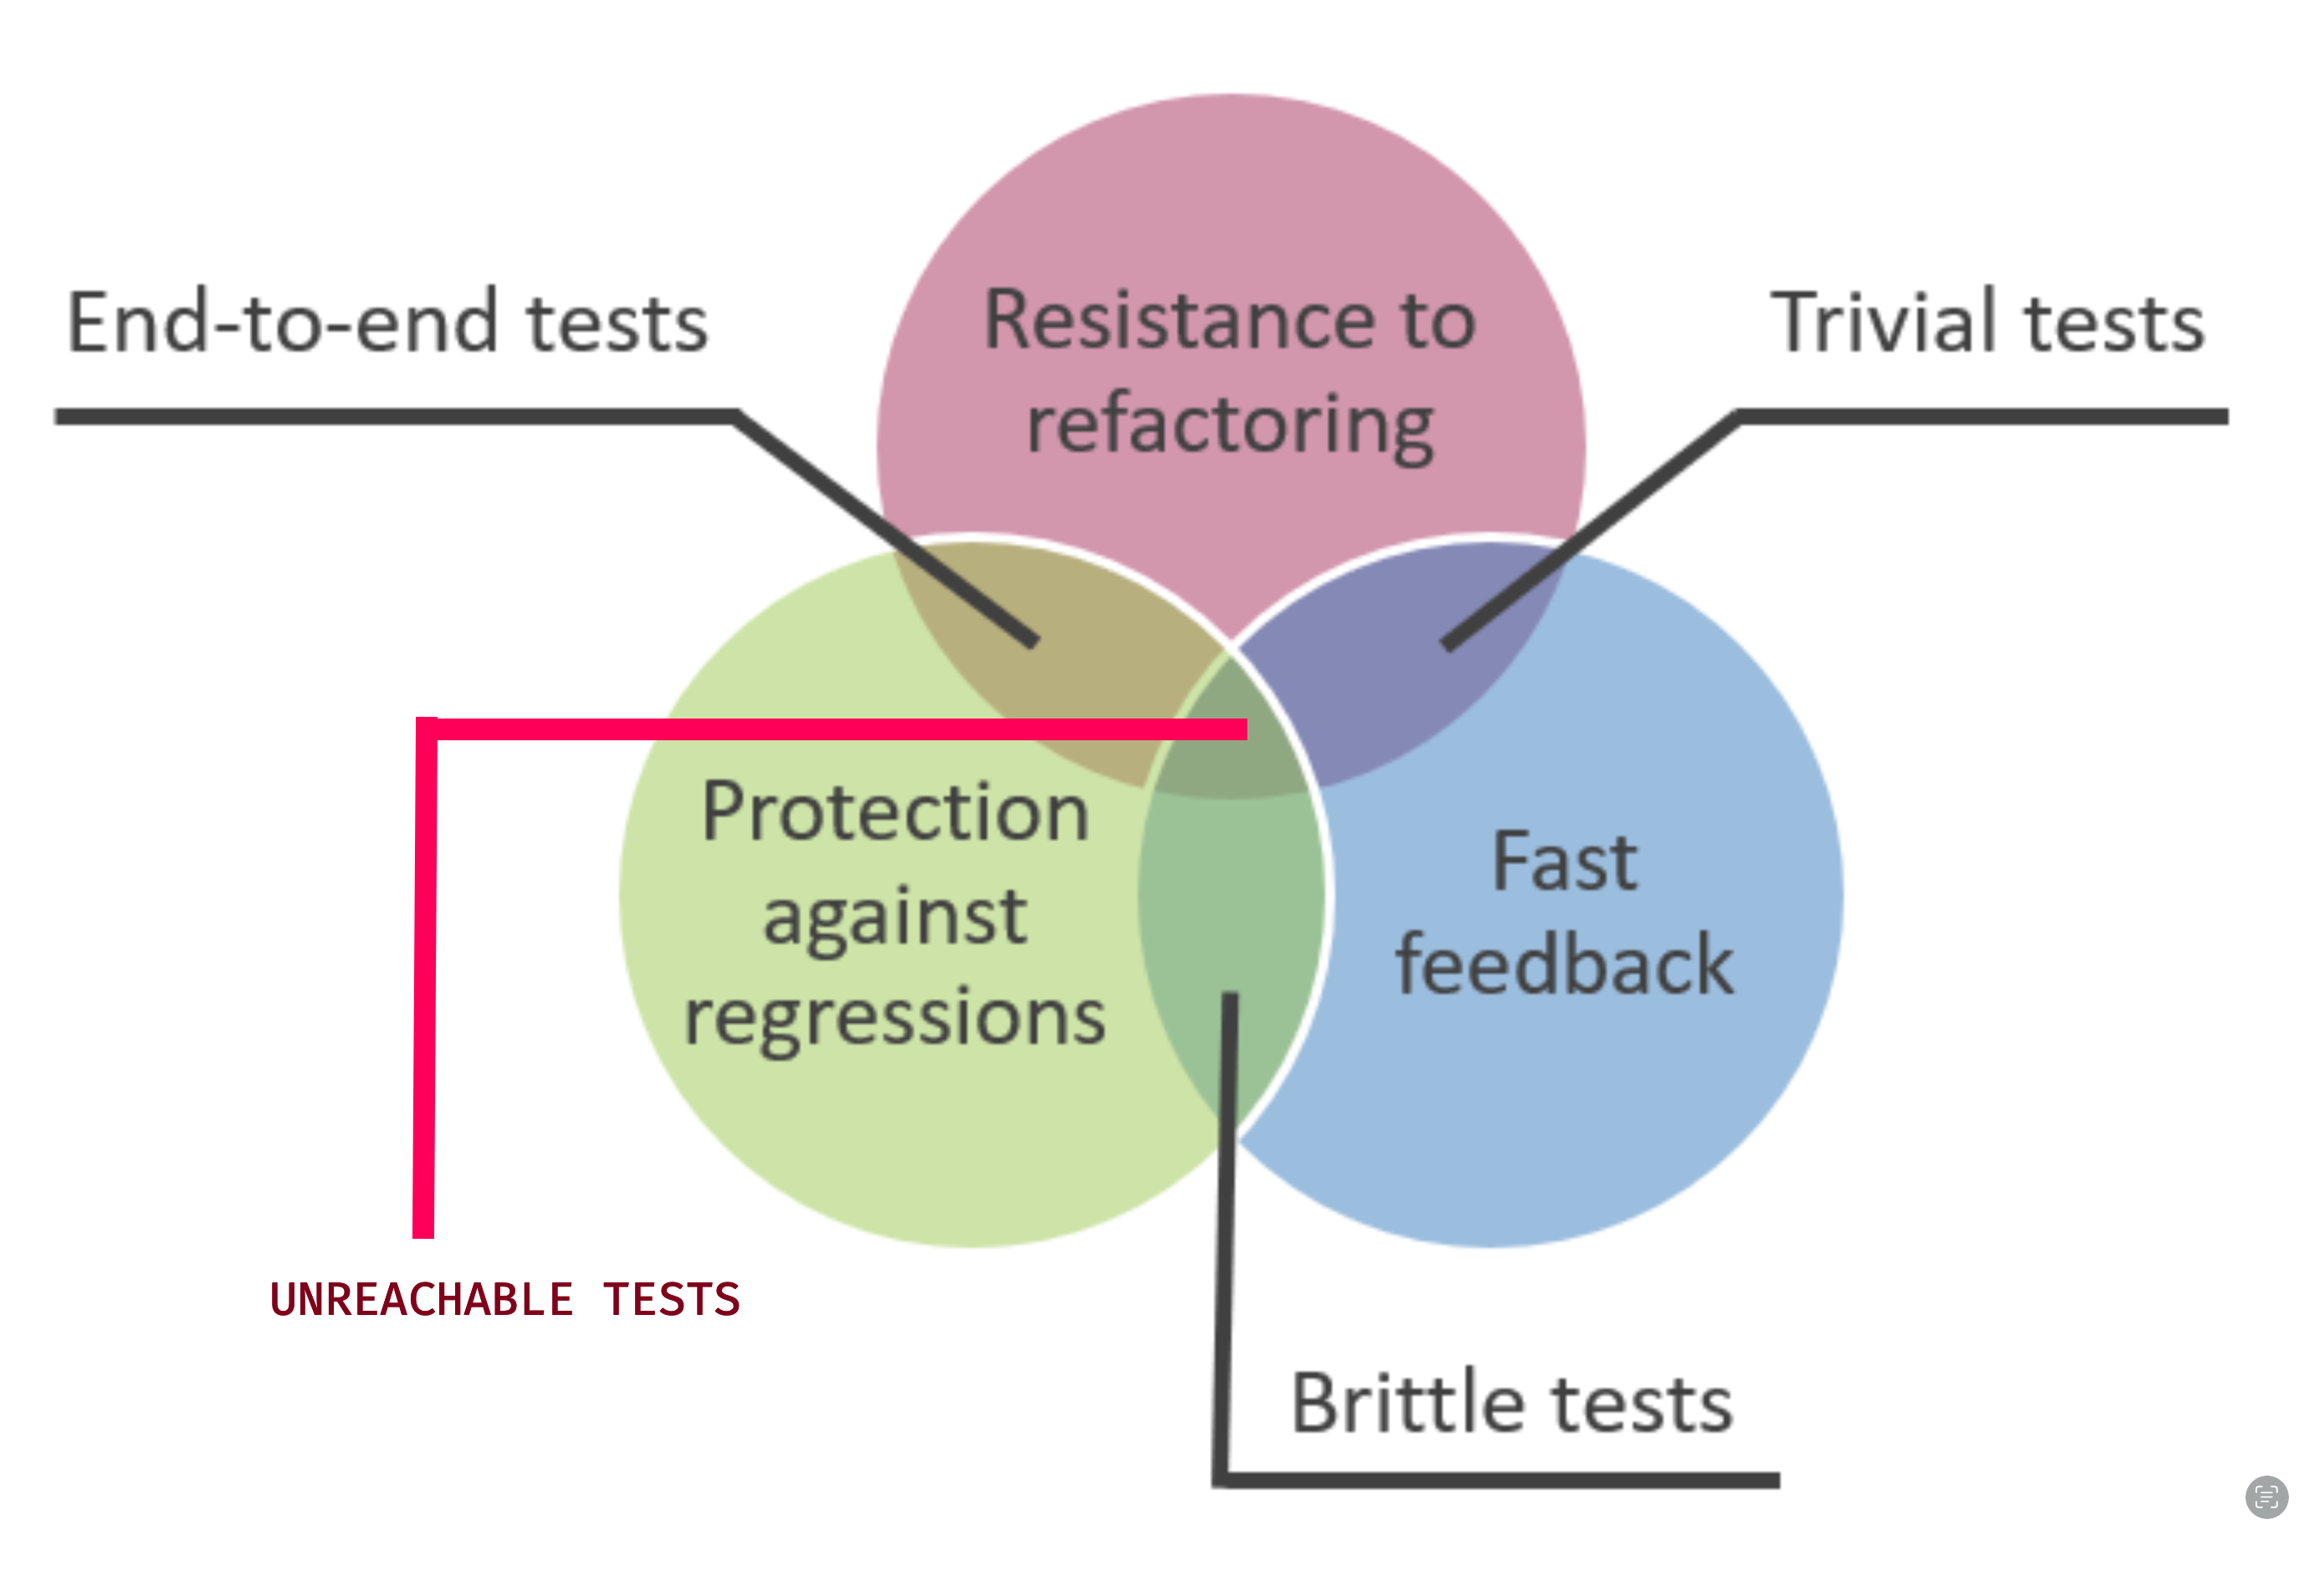 End-to-end tests
Resistance to
refactoring
Trivial tests
Protection
against
regressions
Fast
feedback
UNREACHABLE TESTS
Brittle tests